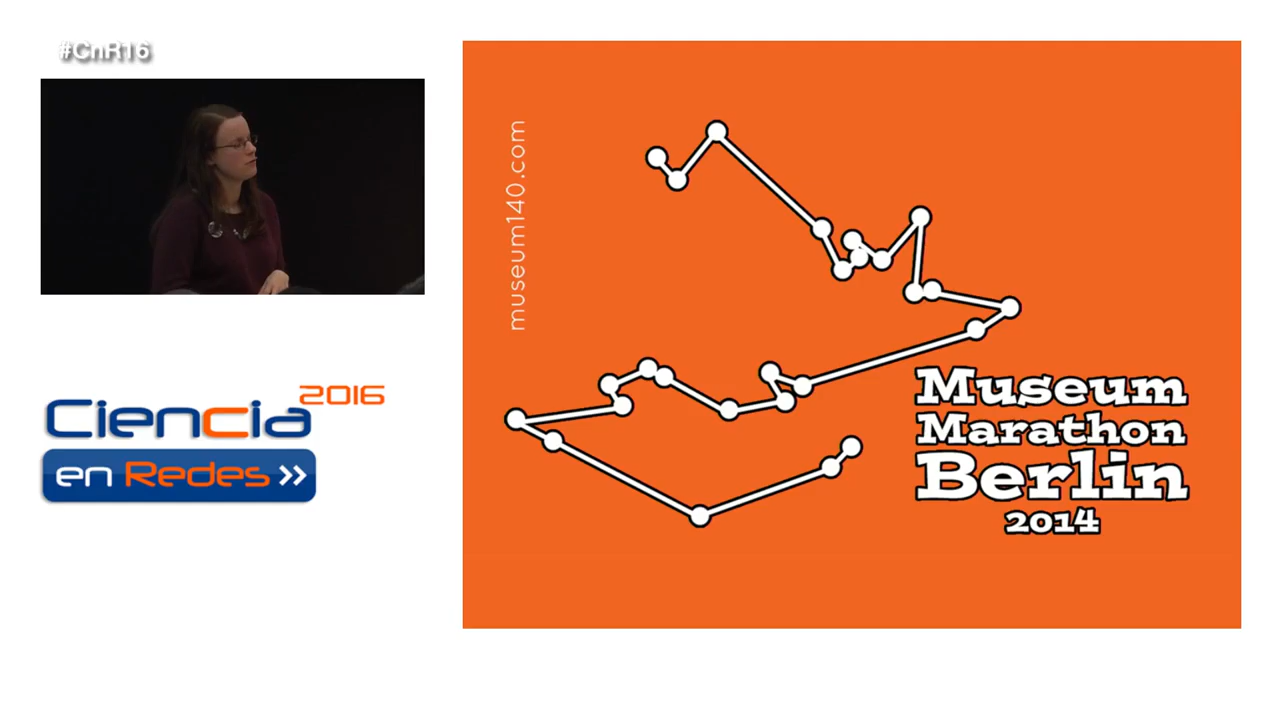 #CnR16
museum140.com
Museum
Marathon
Berlin
2014
Ciencia 2016
en Redes »